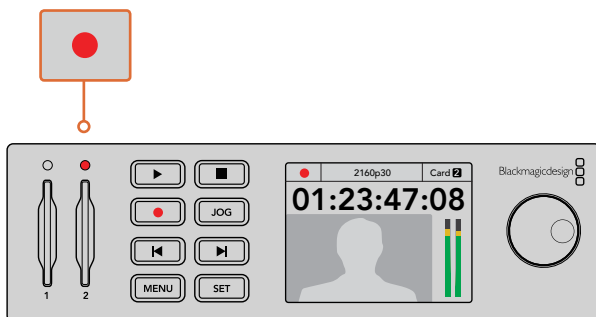 2160p30 Card 2
01:23:47:08
Blackmagicdesign
JOG
MENU SET
1 2